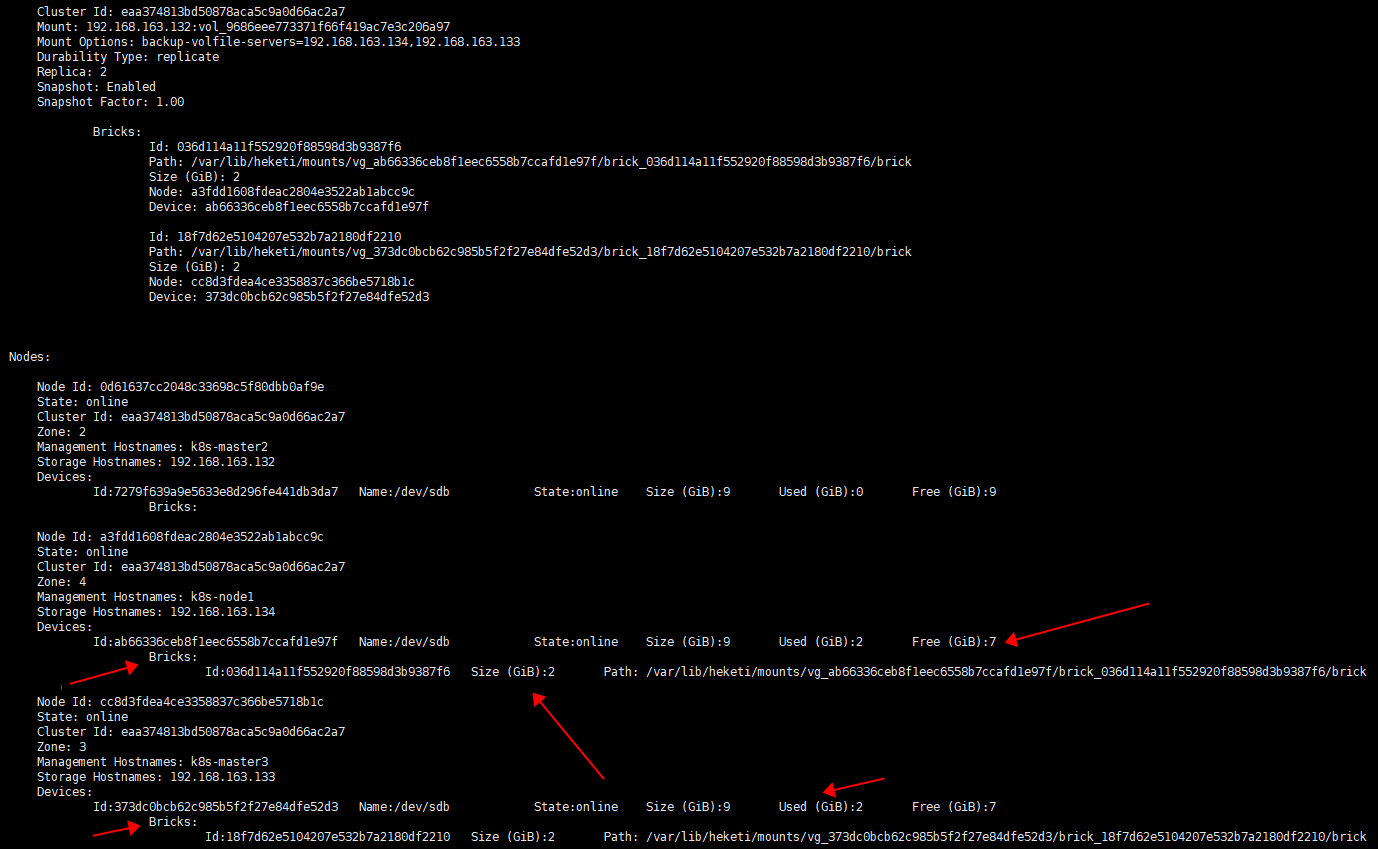 Cluster Id: eaa374813bd50878aca5c9a0d66ac2a7
Mount: 192.168.163.132:vol_9686eee773371f66f419ac7e3c206a97
Mount Options: backup-volfile-servers=192.168.163.134,192.168.163.133
Durability Type: replicate
Replica: 2
Snapshot: Enabled
Snapshot Factor: 1.00
Bricks:
Id: 036d114a11f552920f88598d3b9387f6
Path: /var/lib/heketi/mounts/vg_ab66336ceb8f1eec6558b7ccafd1e97f/brick_036d114a11f552920f88598d3b9387f6/brick
Size (GiB): 2
Node: a3fdd1608fdeac2804e3522ab1abcc9c
Device: ab66336ceb8f1eec6558b7ccafd1e97f
Id: 18f7d62e5104207e532b7a2180df2210
Path: /var/lib/heketi/mounts/vg_373dc0bcb62c985b5f2f27e84dfe52d3/brick_18f7d62e5104207e532b7a2180df2210/brick
Size (GiB): 2
Node: cc8d3fdea4ce3358837c366be5718b1c
Device: 373dc0bcb62c985b5f2f27e84dfe52d3
Nodes:
Node Id: 0d61637cc2048c33698c5f80dbb0af9e
State: online
Cluster Id: eaa374813bd50878aca5c9a0d66ac2a7
Zone: 2
Management Hostnames: k8s-master2
Storage Hostnames: 192.168.163.132
Devices:
Id:7279f639a9e5633e8d296fe441db3da7 Name:/dev/sdb State:online Size (GiB):9 Used (GiB):0 Free (GiB):9
Bricks:
Node Id: a3fdd1608fdeac2804e3522ab1abcc9c
State: online
Cluster Id: eaa374813bd50878aca5c9a0d66ac2a7
Zone: 4
Management Hostnames: k8s-node1
Storage Hostnames: 192.168.163.134
Devices:
Id:ab66336ceb8f1eec6558b7ccafd1e97f Name:/dev/sdb State:online Size (GiB):9 Used (GiB):2 Free (GiB):7
Bricks:
Id:036d114a11f552920f88598d3b9387f6 Size (GiB):2 Path: /var/lib/heketi/mounts/vg_ab66336ceb8f1eec6558b7ccafd1e97f/brick_036d114a11f552920f88598d3b9387f6/brick
Node Id: cc8d3fdea4ce3358837c366be5718b1c
State: online
Cluster Id: eaa374813bd50878aca5c9a0d66ac2a7
Zone: 3
Management Hostnames: k8s-master3
Storage Hostnames: 192.168.163.133
Devices:
Id:373dc0bcb62c985b5f2f27e84dfe52d3 Name:/dev/sdb State:online Size (GiB):9 Used (GiB):2 Free (GiB):7
Bricks:
Id:18f7d62e5104207e532b7a2180df2210 Size (GiB):2 Path: /var/lib/heketi/mounts/vg_373dc0bcb62c985b5f2f27e84dfe52d3/brick_18f7d62e5104207e532b7a2180df2210/brick